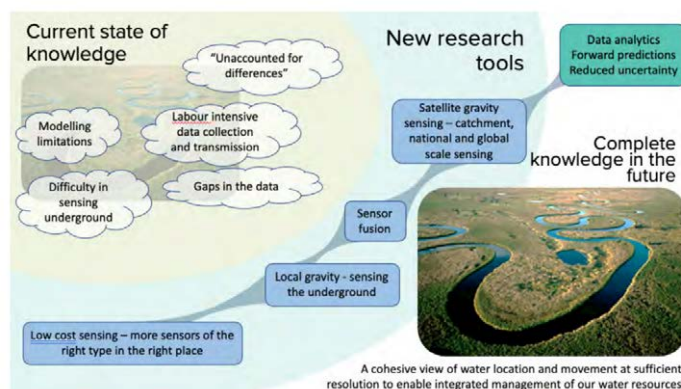 Current state of
knowledge
"Unaccounted for
differences"
Modelling
limitations
Labour intensive
data collection
and transmission
Difficulty in
sensing
underground
Gaps in the data
New research
tools
Data analytics
Forward predictions
Reduced uncertainty
Satellite gravity
sensing – catchment,
national and global
scale sensing
Sensor
fusion
Local gravity - sensing
the underground
Low cost sensing – more sensors of the
right type in the right place
Complete
knowledge in the
future
A cohesive view of water location and movement at sufficient
resolution to enable integrated management of our water resources